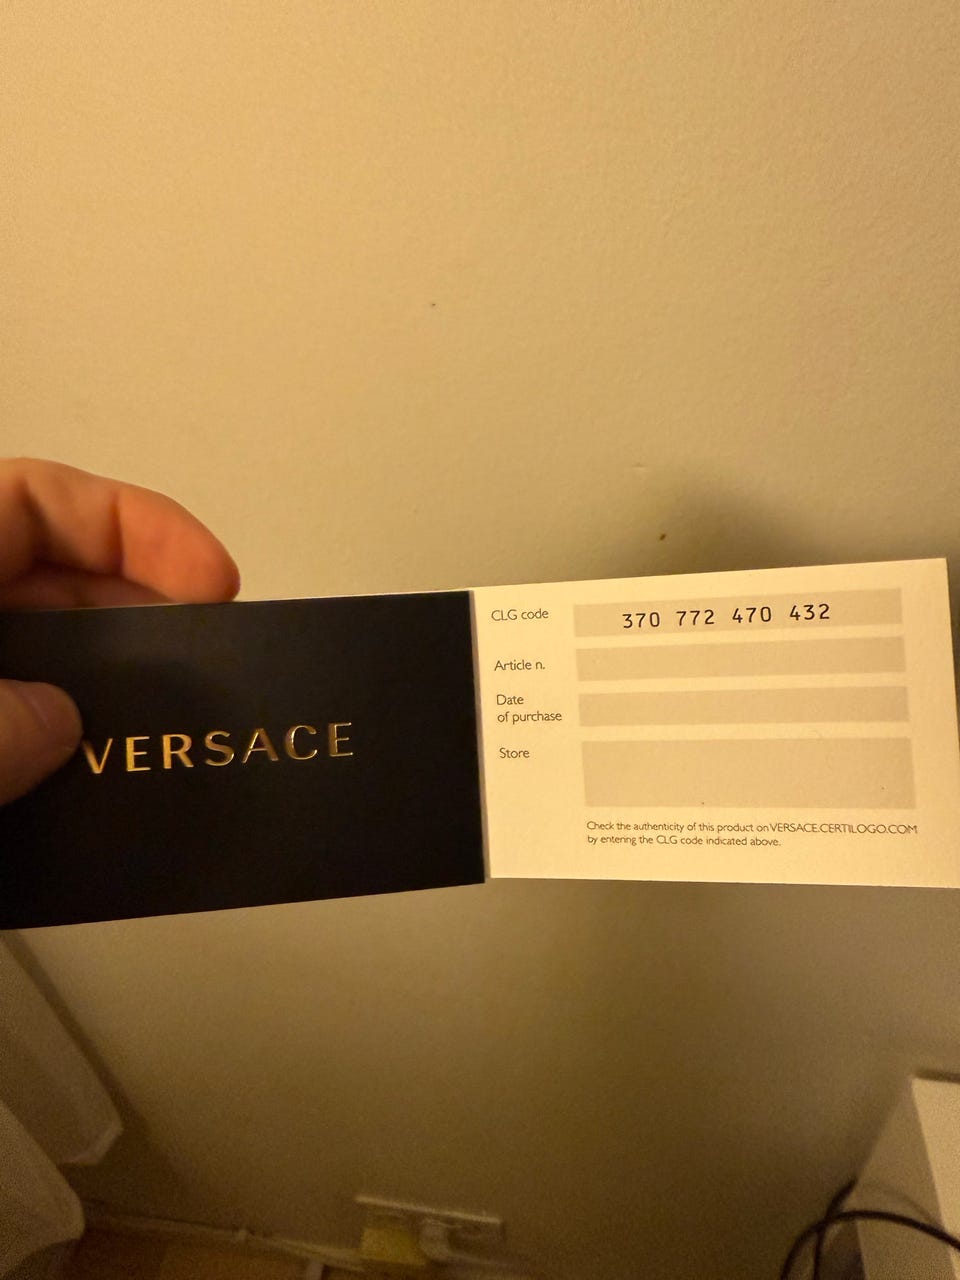 VERSACE
CLG code 370 772 470 432
Article n.
Date
of purchase
Store
Check the authenticity of this product on VERSACE.CERTILOGO.COM
by entering the CLG code indicated above.